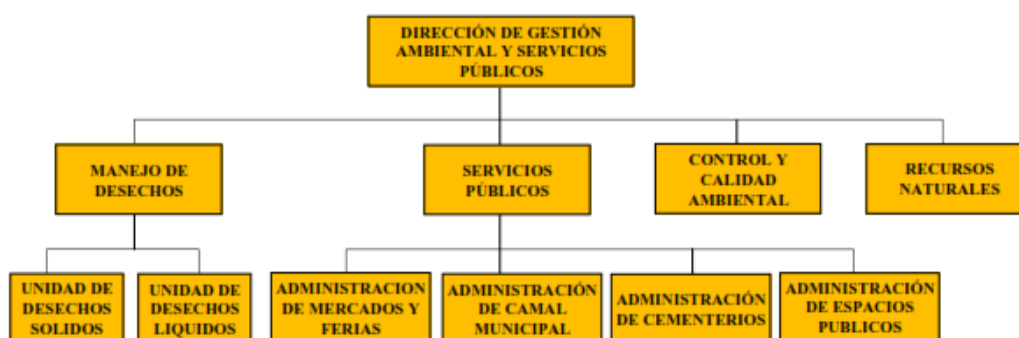 DIRECCIÓN DE GESTIÓN
AMBIENTAL Y SERVICIOS
PÚBLICOS
MANEJO DE
DESECHOS
SERVICIOS
PÚBLICOS
CONTROL Y
CALIDAD
AMBIENTAL
RECURSOS
NATURALES
UNIDAD DE
DESECHOS
SOLIDOS
UNIDAD DE
DESECHOS
LIQUIDOS
ADMINISTRACION
DE MERCADOS Y
FERIAS
ADMINISTRACIÓN
DE CAMAL
MUNICIPAL
ADMINISTRACIÓN
DE CEMENTERIOS
ADMINISTRACIÓN
DE ESPACIOS
PUBLICOS